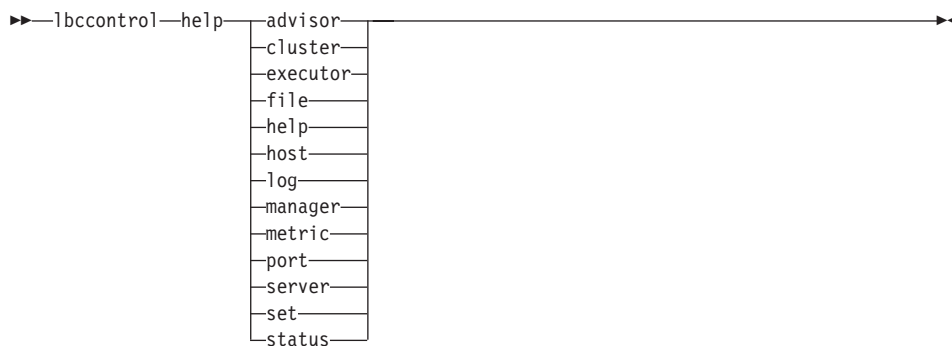 lbccontrol help advisor
cluster
executor
file
help
host
log
manager
metric
port
server
set
status